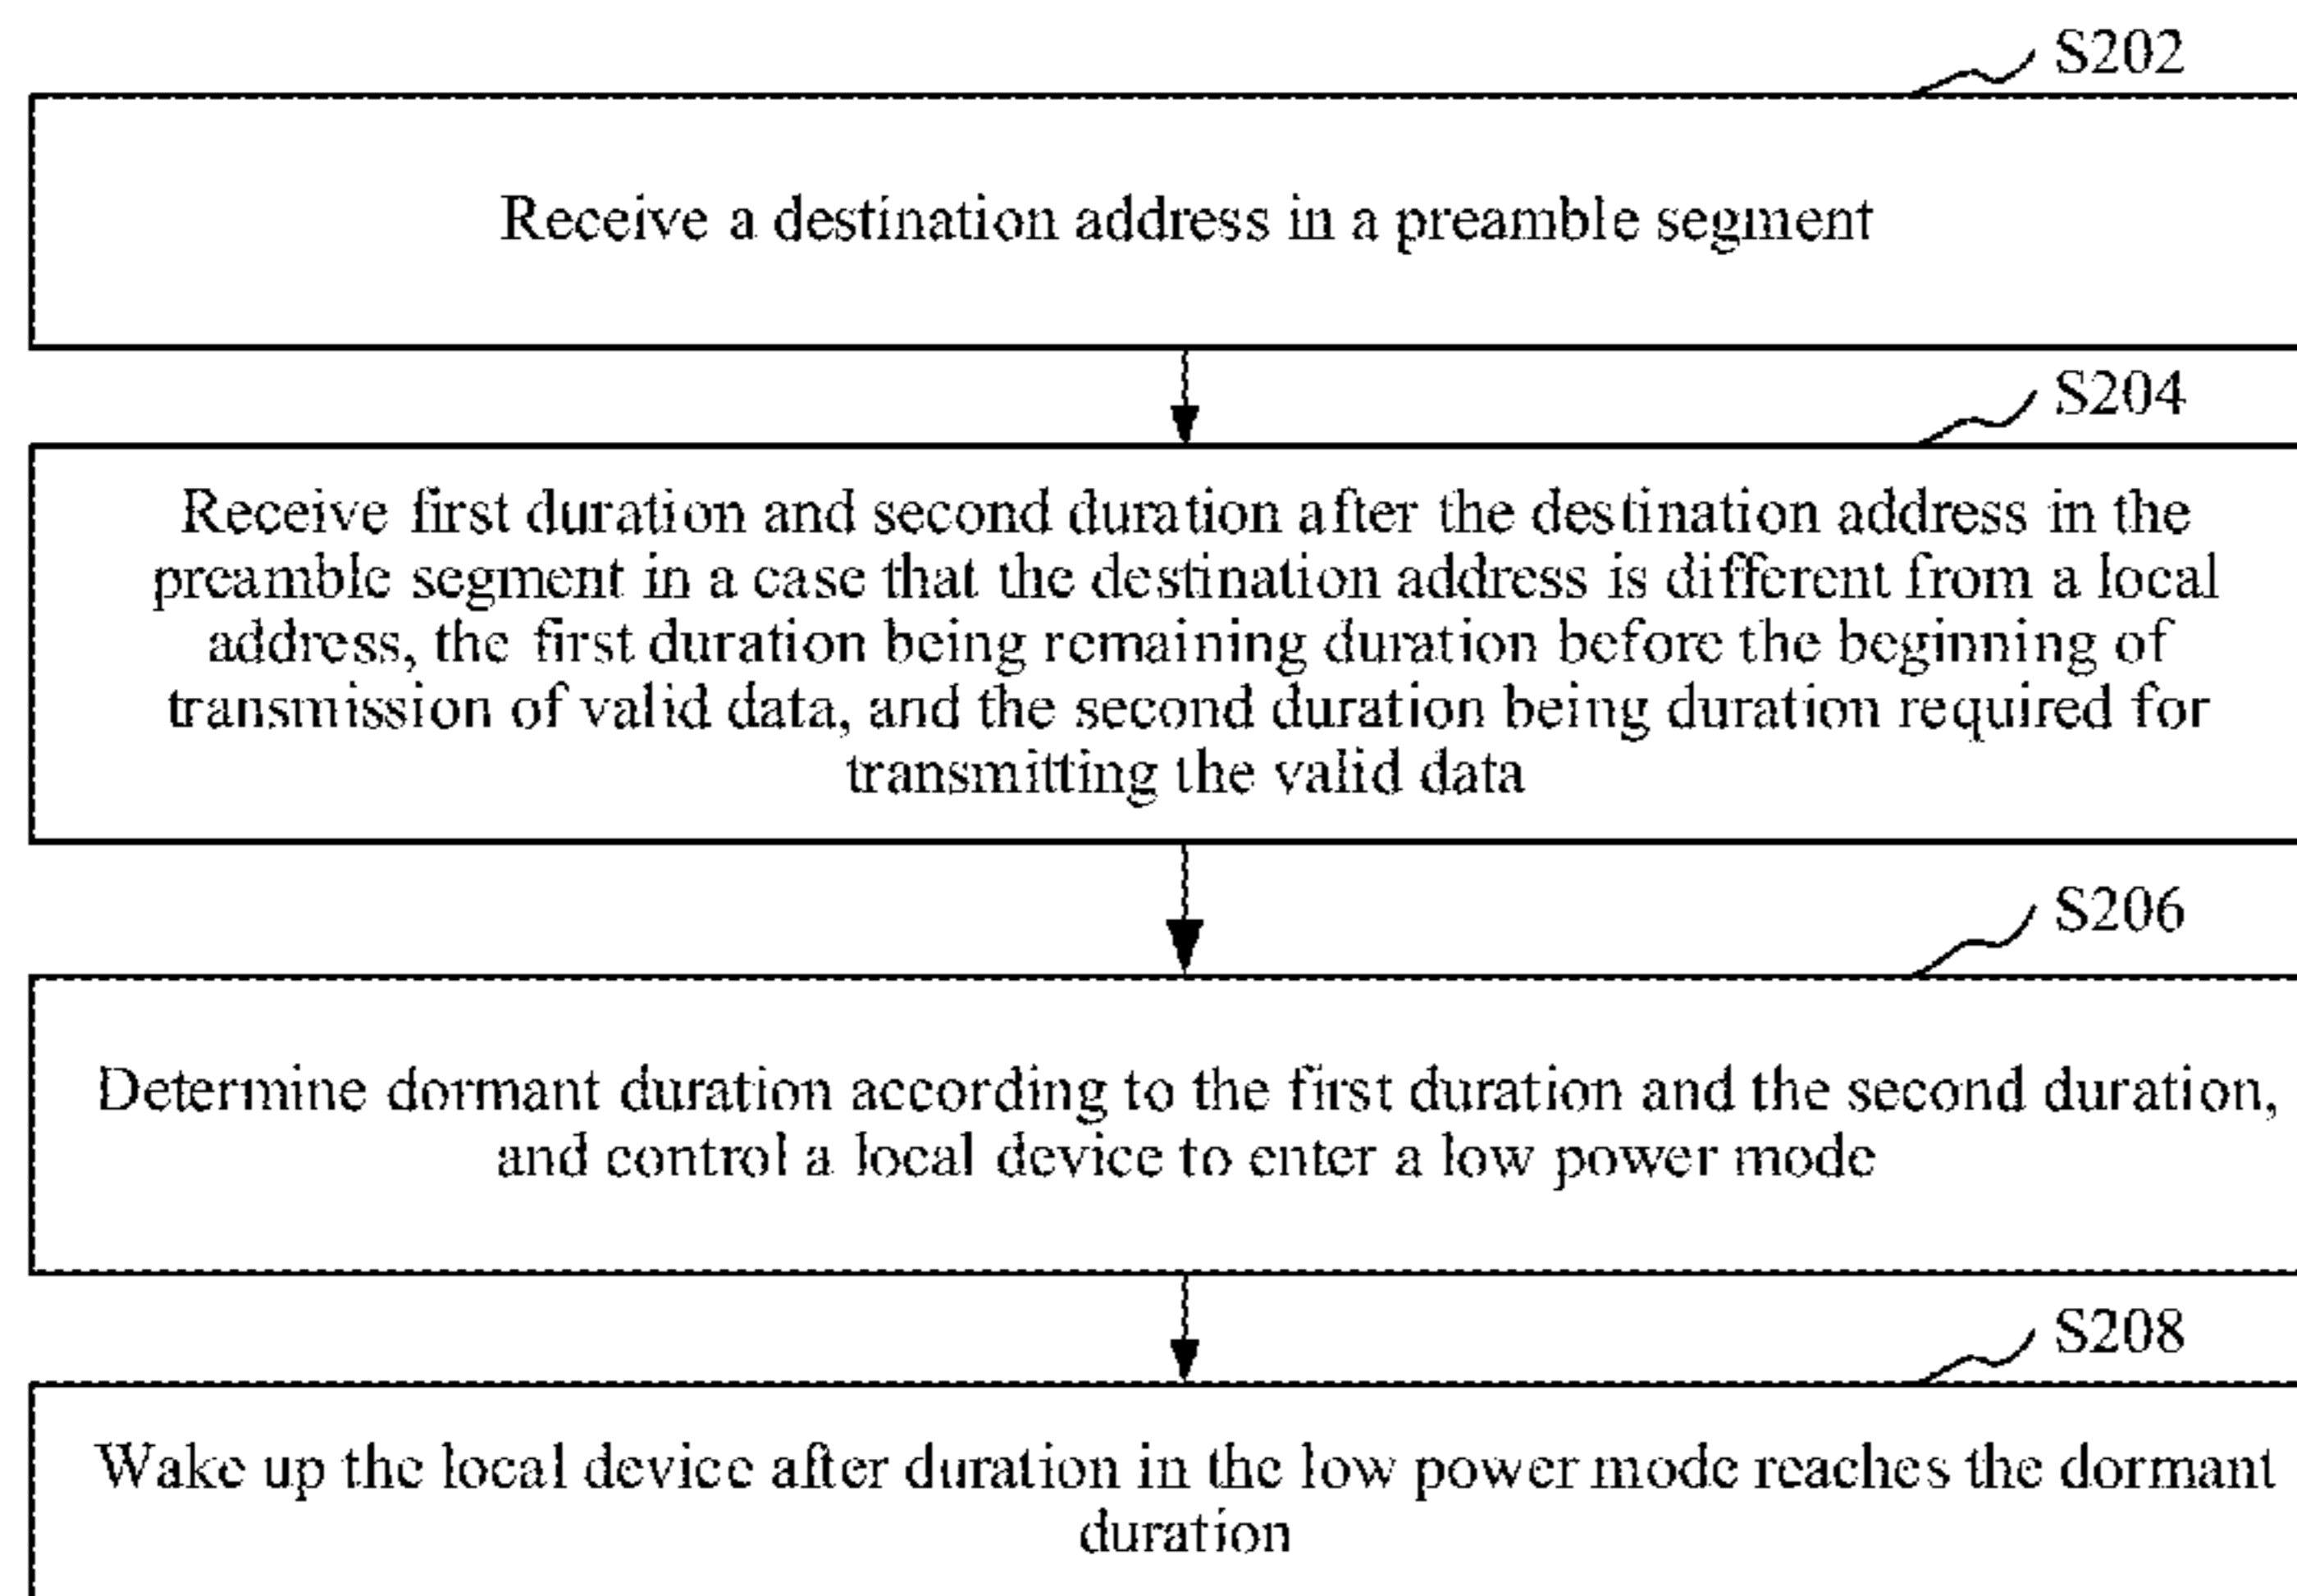 S202
Receive a destination address in a preamble segment
S204
Receive first duration and second duration after the destination address in the
preamble segment in a case that the destination address is different from a local
address, the first duration being remaining duration before the beginning of
transmission of valid data, and the second duration being duration required for
transmitting the valid data
S206
Determine dormant duration according to the first duration and the second duration,
and control a local device to enter a low power mode
S208
Wake up the local device after duration in the low power mode reaches the dormant
duration